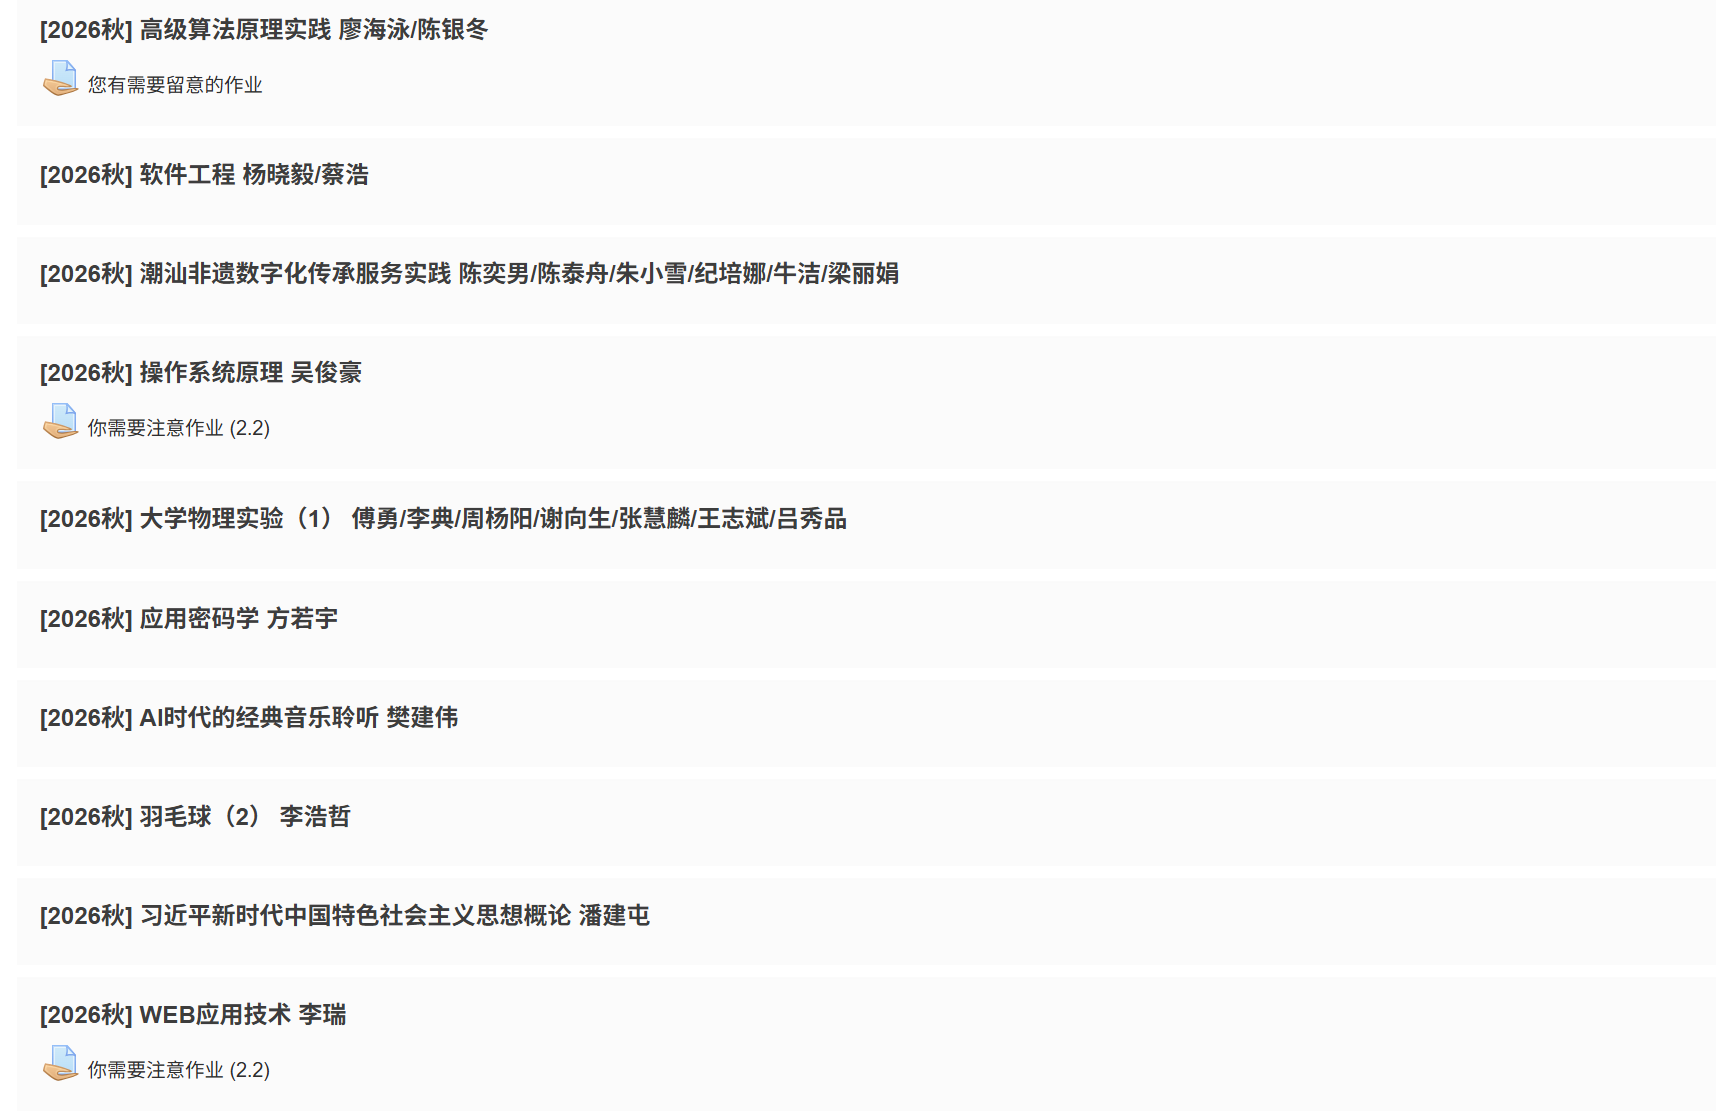 [2026秋] 高级算法原理实践 廖海泳/陈银冬
您有需要留意的作业
[2026秋] 软件工程 杨晓毅/蔡浩
[2026秋] 潮汕非遗数字化传承服务实践 陈奕男/陈泰舟/朱小雪/纪培娜/牛洁/梁丽娟
[2026秋] 操作系统原理 吴俊豪
你需要注意作业 (2.2)
[2026秋] 大学物理实验（1） 傅勇/李典/周杨阳/谢向生/张慧麟/王志斌/吕秀品
[2026秋] 应用密码学 方若宇
[2026秋] AI时代的经典音乐聆听 樊建伟
[2026秋] 羽毛球（2） 李浩哲
[2026秋] 习近平新时代中国特色社会主义思想概论 潘建屯
[2026秋] WEB应用技术 李瑞
你需要注意作业 (2.2)